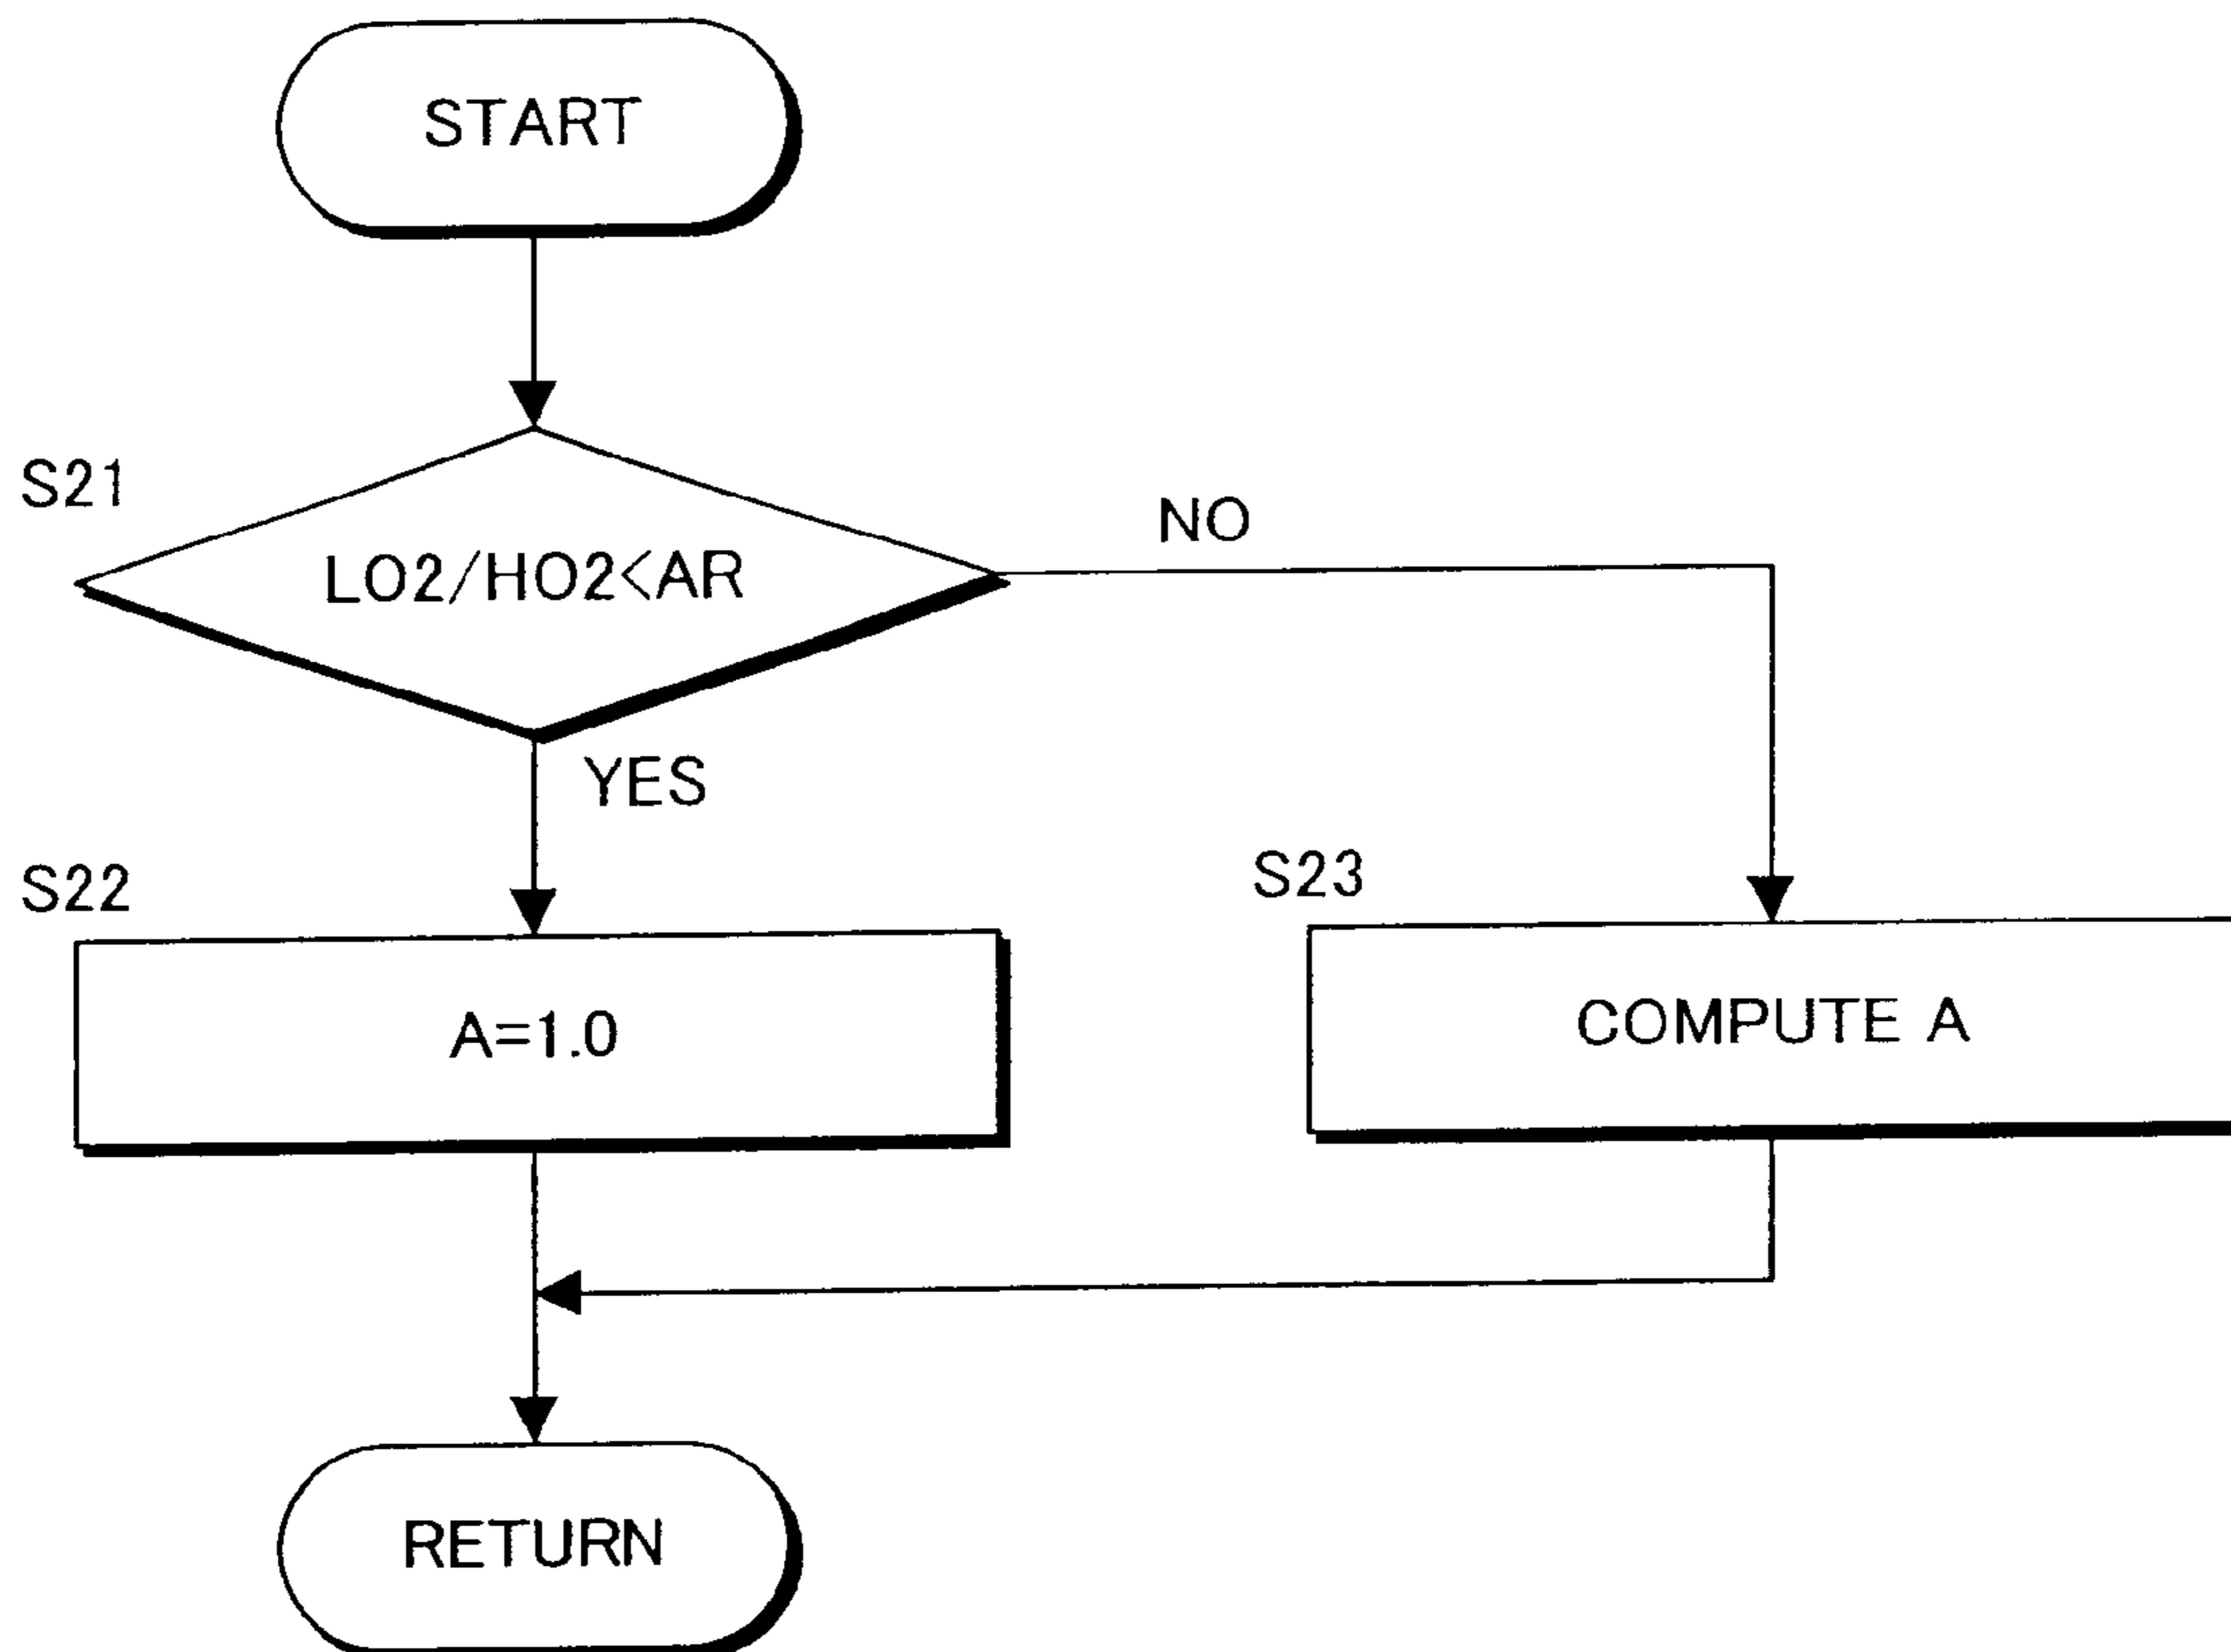 START
S21
LO2/HO2<AR
NO
YES
S22
A=1.0
S23
COMPUTE A
RETURN